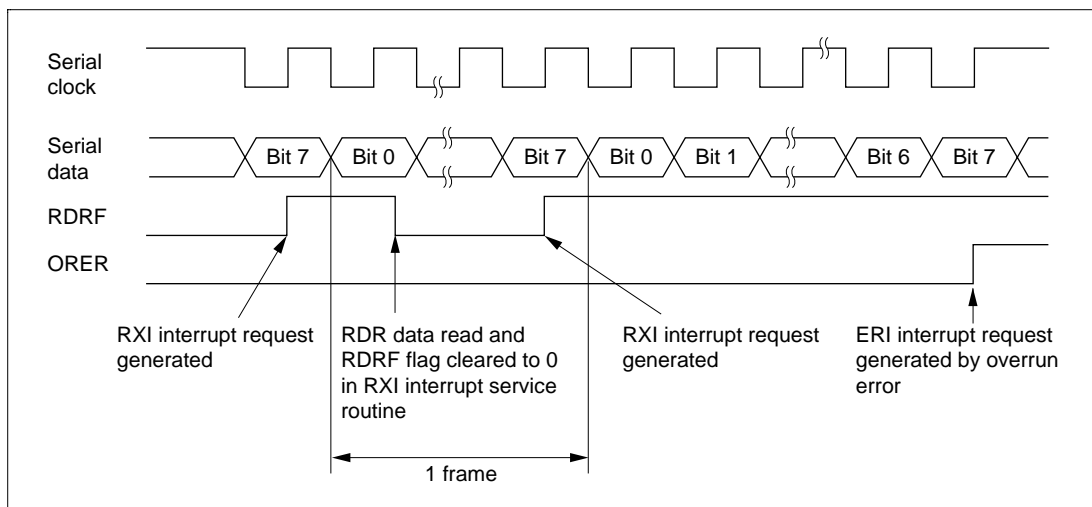 Serial
clock
Serial
data
Bit 7 Bit 0 Bit 7 Bit 0 Bit 1 Bit 6 Bit 7
RDRF
ORER
RXI interrupt request
generated
RDR data read and
RDRF flag cleared to 0
in RXI interrupt service
routine
RXI interrupt request
generated
ERI interrupt request
generated by overrun
error
1 frame